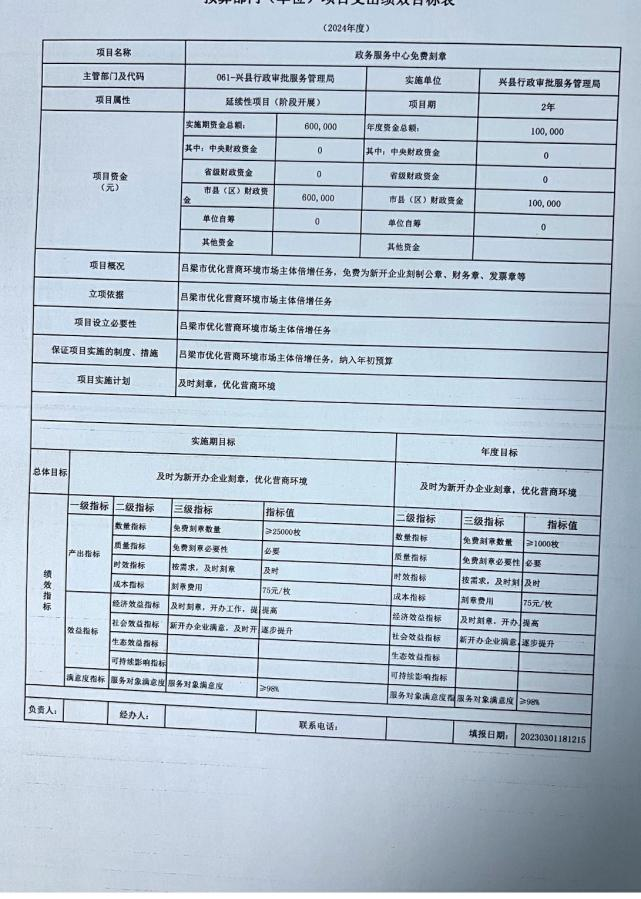 预算部门（单位）项目支出绩效目标表
（2024年度）
项目名称 政务服务中心免费刻章
主管部门及代码 061-兴县行政审批服务管理局 实施单位 兴县行政审批服务管理局
项目属性 延续性项目（阶段开展） 项目期 2年
项目资金（元） 实施期资金总额： 600,000 年度资金总额： 100,000
其中：中央财政资金 0 其中：中央财政资金 0
省级财政资金 0 省级财政资金 0
市县（区）财政资金 600,000 市县（区）财政资金 100,000
单位自筹 0 单位自筹 0
其他资金 其他资金
项目概况 吕梁市优化营商环境市场主体倍增任务，免费为新开企业刻制公章、财务章、发票章等
立项依据 吕梁市优化营商环境市场主体倍增任务
项目设立必要性 吕梁市优化营商环境市场主体倍增任务
保证项目实施的制度、措施 吕梁市优化营商环境市场主体倍增任务，纳入年初预算
项目实施计划 及时刻章，优化营商环境
实施期目标 年度目标
总体目标 及时为新开办企业刻章，优化营商环境 及时为新开办企业刻章，优化营商环境
绩效指标 一级指标 二级指标 三级指标 指标值 二级指标 三级指标 指标值
产出指标 数量指标 免费刻章数量 ≥25000枚 数量指标 免费刻章数量 ≥1000枚
质量指标 免费刻章必要性 必要 质量指标 免费刻章必要性 必要
时效指标 按需求，及时刻章 及时 时效指标 按需求，及时刻 及时
成本指标 刻章费用 75元/枚 成本指标 刻章费用 75元/枚
效益指标 经济效益指标 及时刻章，开办工作，提 提高 经济效益指标 及时刻章，开办 提高
社会效益指标 新开办企业满意，及时开 逐步提升 社会效益指标 新开办企业满意 逐步提升
生态效益指标 生态效益指标
可持续影响指标 可持续影响指标
满意度指标 服务对象满意度 服务对象满意度 ≥98% 服务对象满意度指 服务对象满意度 ≥98%
负责人： 经办人： 联系电话： 填报日期： 20230301181215